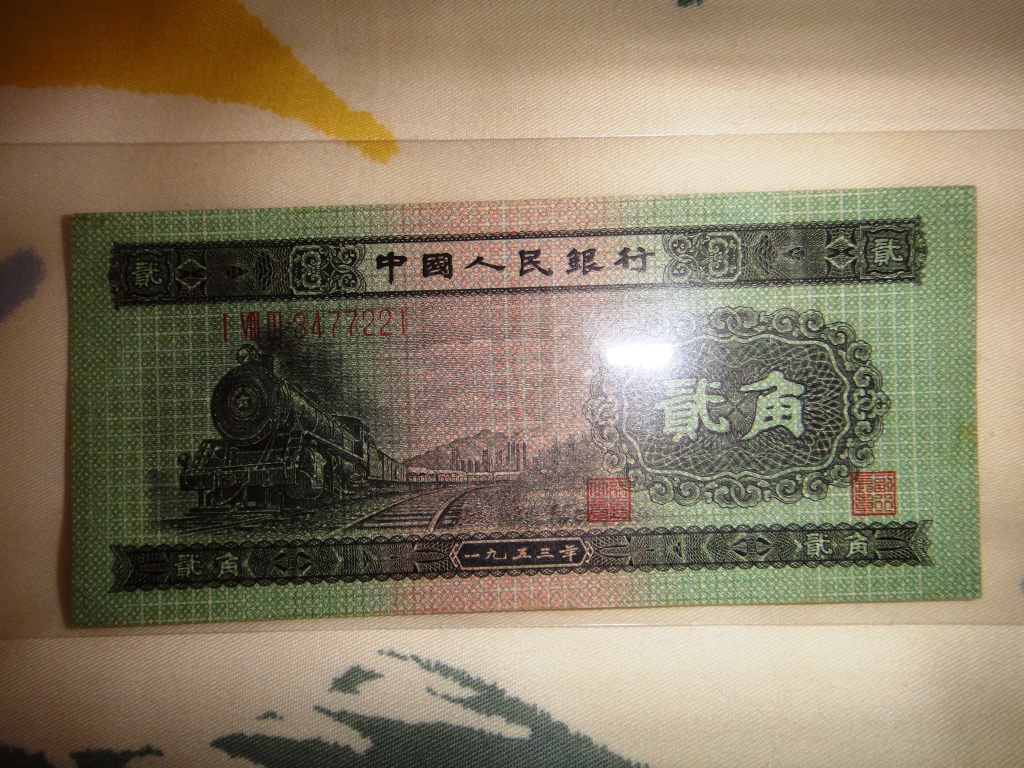 貳 中國人民銀行 貳
I VIII III 3477221
貳角
貳角 一九五三年 貳角